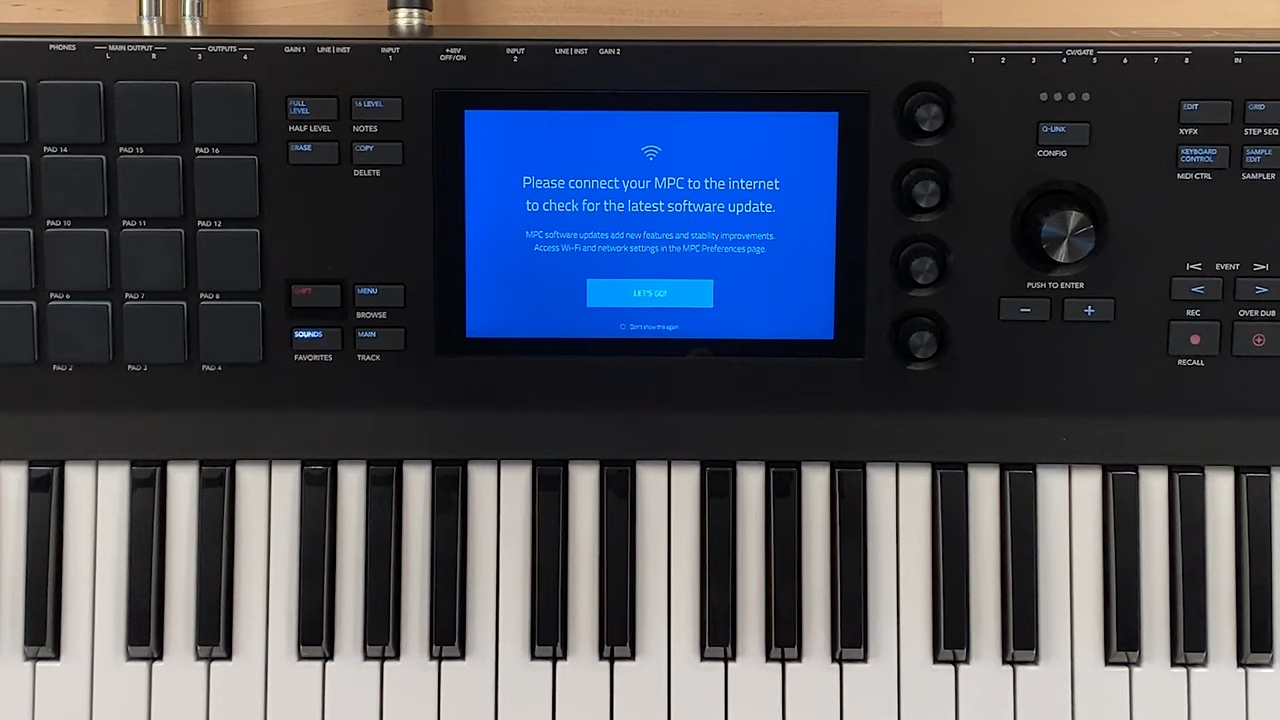 PHONES
MAIN OUTPUT
L R
OUTPUTS
3 4
GAIN 1
LINE | INST
INPUT
1
+48V
OFF/ON
INPUT
2
LINE | INST
GAIN 2
CV/GATE
1 2 3 4 5 6 7 8
IN
PAD 14
PAD 15
PAD 16
PAD 10
PAD 11
PAD 12
PAD 6
PAD 7
PAD 8
PAD 2
PAD 3
PAD 4
FULL
LEVEL
HALF LEVEL
16 LEVEL
NOTES
ERASE
COPY
DELETE
SHIFT
MENU
BROWSE
SOUNDS
FAVORITES
MAIN
TRACK
Please connect your MPC to the internet
to check for the latest software update.
MPC software updates add new features and stability improvements.
Access Wi-Fi and network settings in the MPC Preferences page.
LET'S GO!
Don't show this again
Q-LINK
CONFIG
PUSH TO ENTER
−
+
EDIT
XYFX
GRID
STEP SEQ
KEYBOARD
CONTROL
MIDI CTRL
SAMPLE
EDIT
SAMPLER
EVENT
<
>
REC
OVER DUB
RECALL